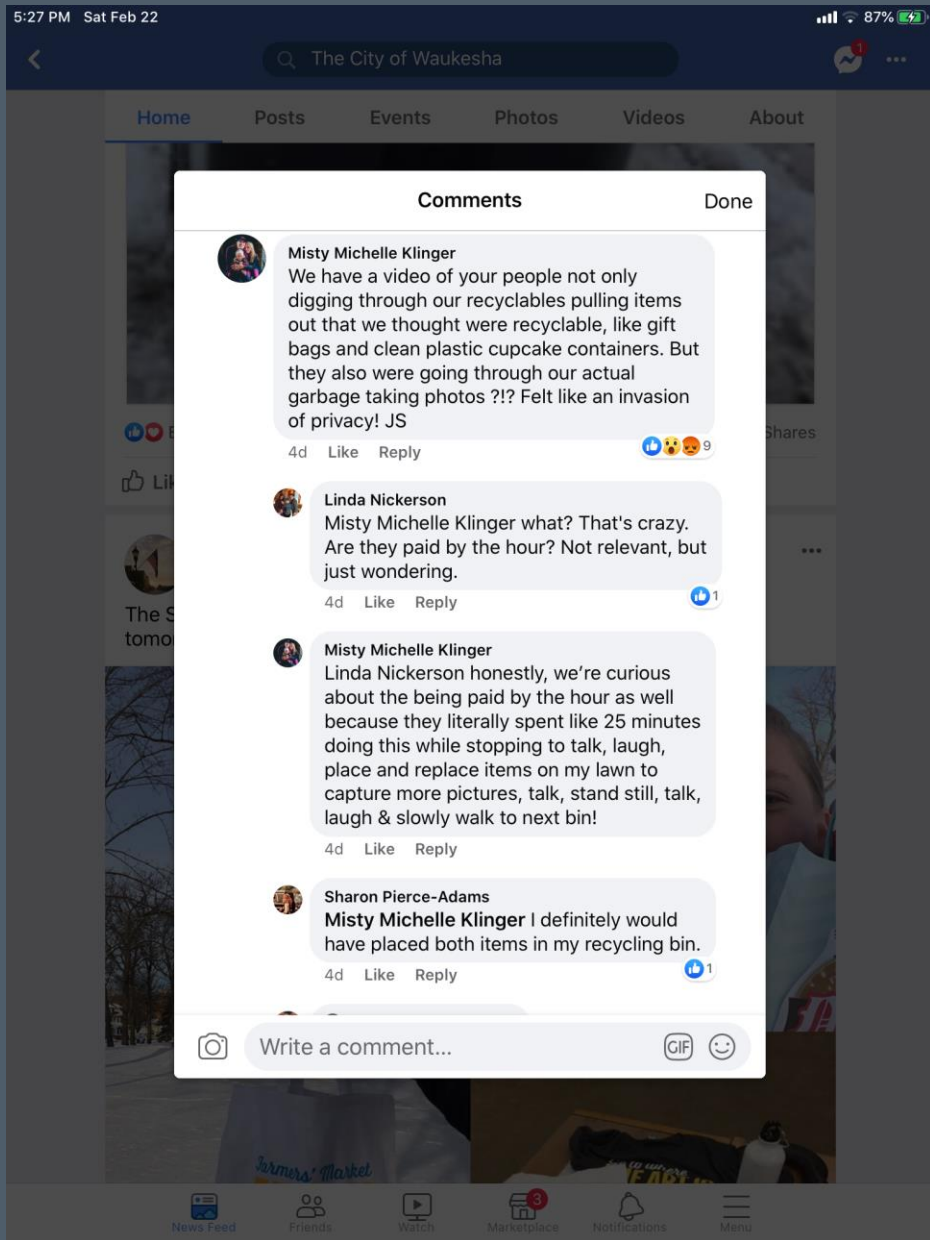 5:27 PM Sat Feb 22
87%
The City of Waukesha
1
Home Posts Events Photos Videos About
Comments Done
Misty Michelle Klinger
We have a video of your people not only
digging through our recyclables pulling items
out that we thought were recyclable, like gift
bags and clean plastic cupcake containers. But
they also were going through our actual
garbage taking photos ?!? Felt like an invasion
of privacy! JS
4d Like Reply
9
Shares
Lik
Linda Nickerson
Misty Michelle Klinger what? That's crazy.
Are they paid by the hour? Not relevant, but
just wondering.
4d Like Reply
1
The S
tomo
Misty Michelle Klinger
Linda Nickerson honestly, we're curious
about the being paid by the hour as well
because they literally spent like 25 minutes
doing this while stopping to talk, laugh,
place and replace items on my lawn to
capture more pictures, talk, stand still, talk,
laugh & slowly walk to next bin!
4d Like Reply
Sharon Pierce-Adams
Misty Michelle Klinger I definitely would
have placed both items in my recycling bin.
4d Like Reply
1
Write a comment...
GIF
Farmers' Market
3
News Feed Friends Watch Marketplace Notifications Menu